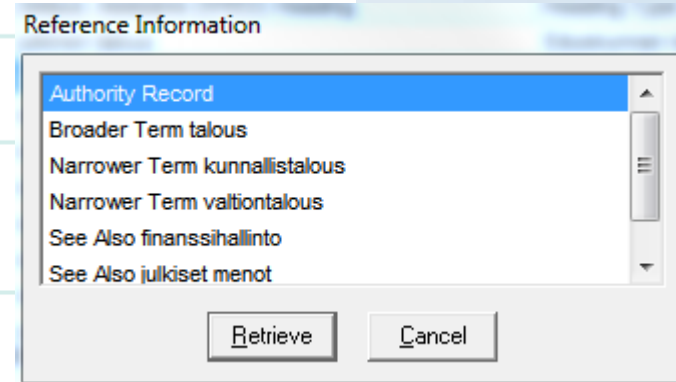 Reference Information
Authority Record
Broader Term talous
Narrower Term kunnallistalous
Narrower Term valtiontalous
See Also finanssihallinto
See Also julkiset menot
Retrieve Cancel